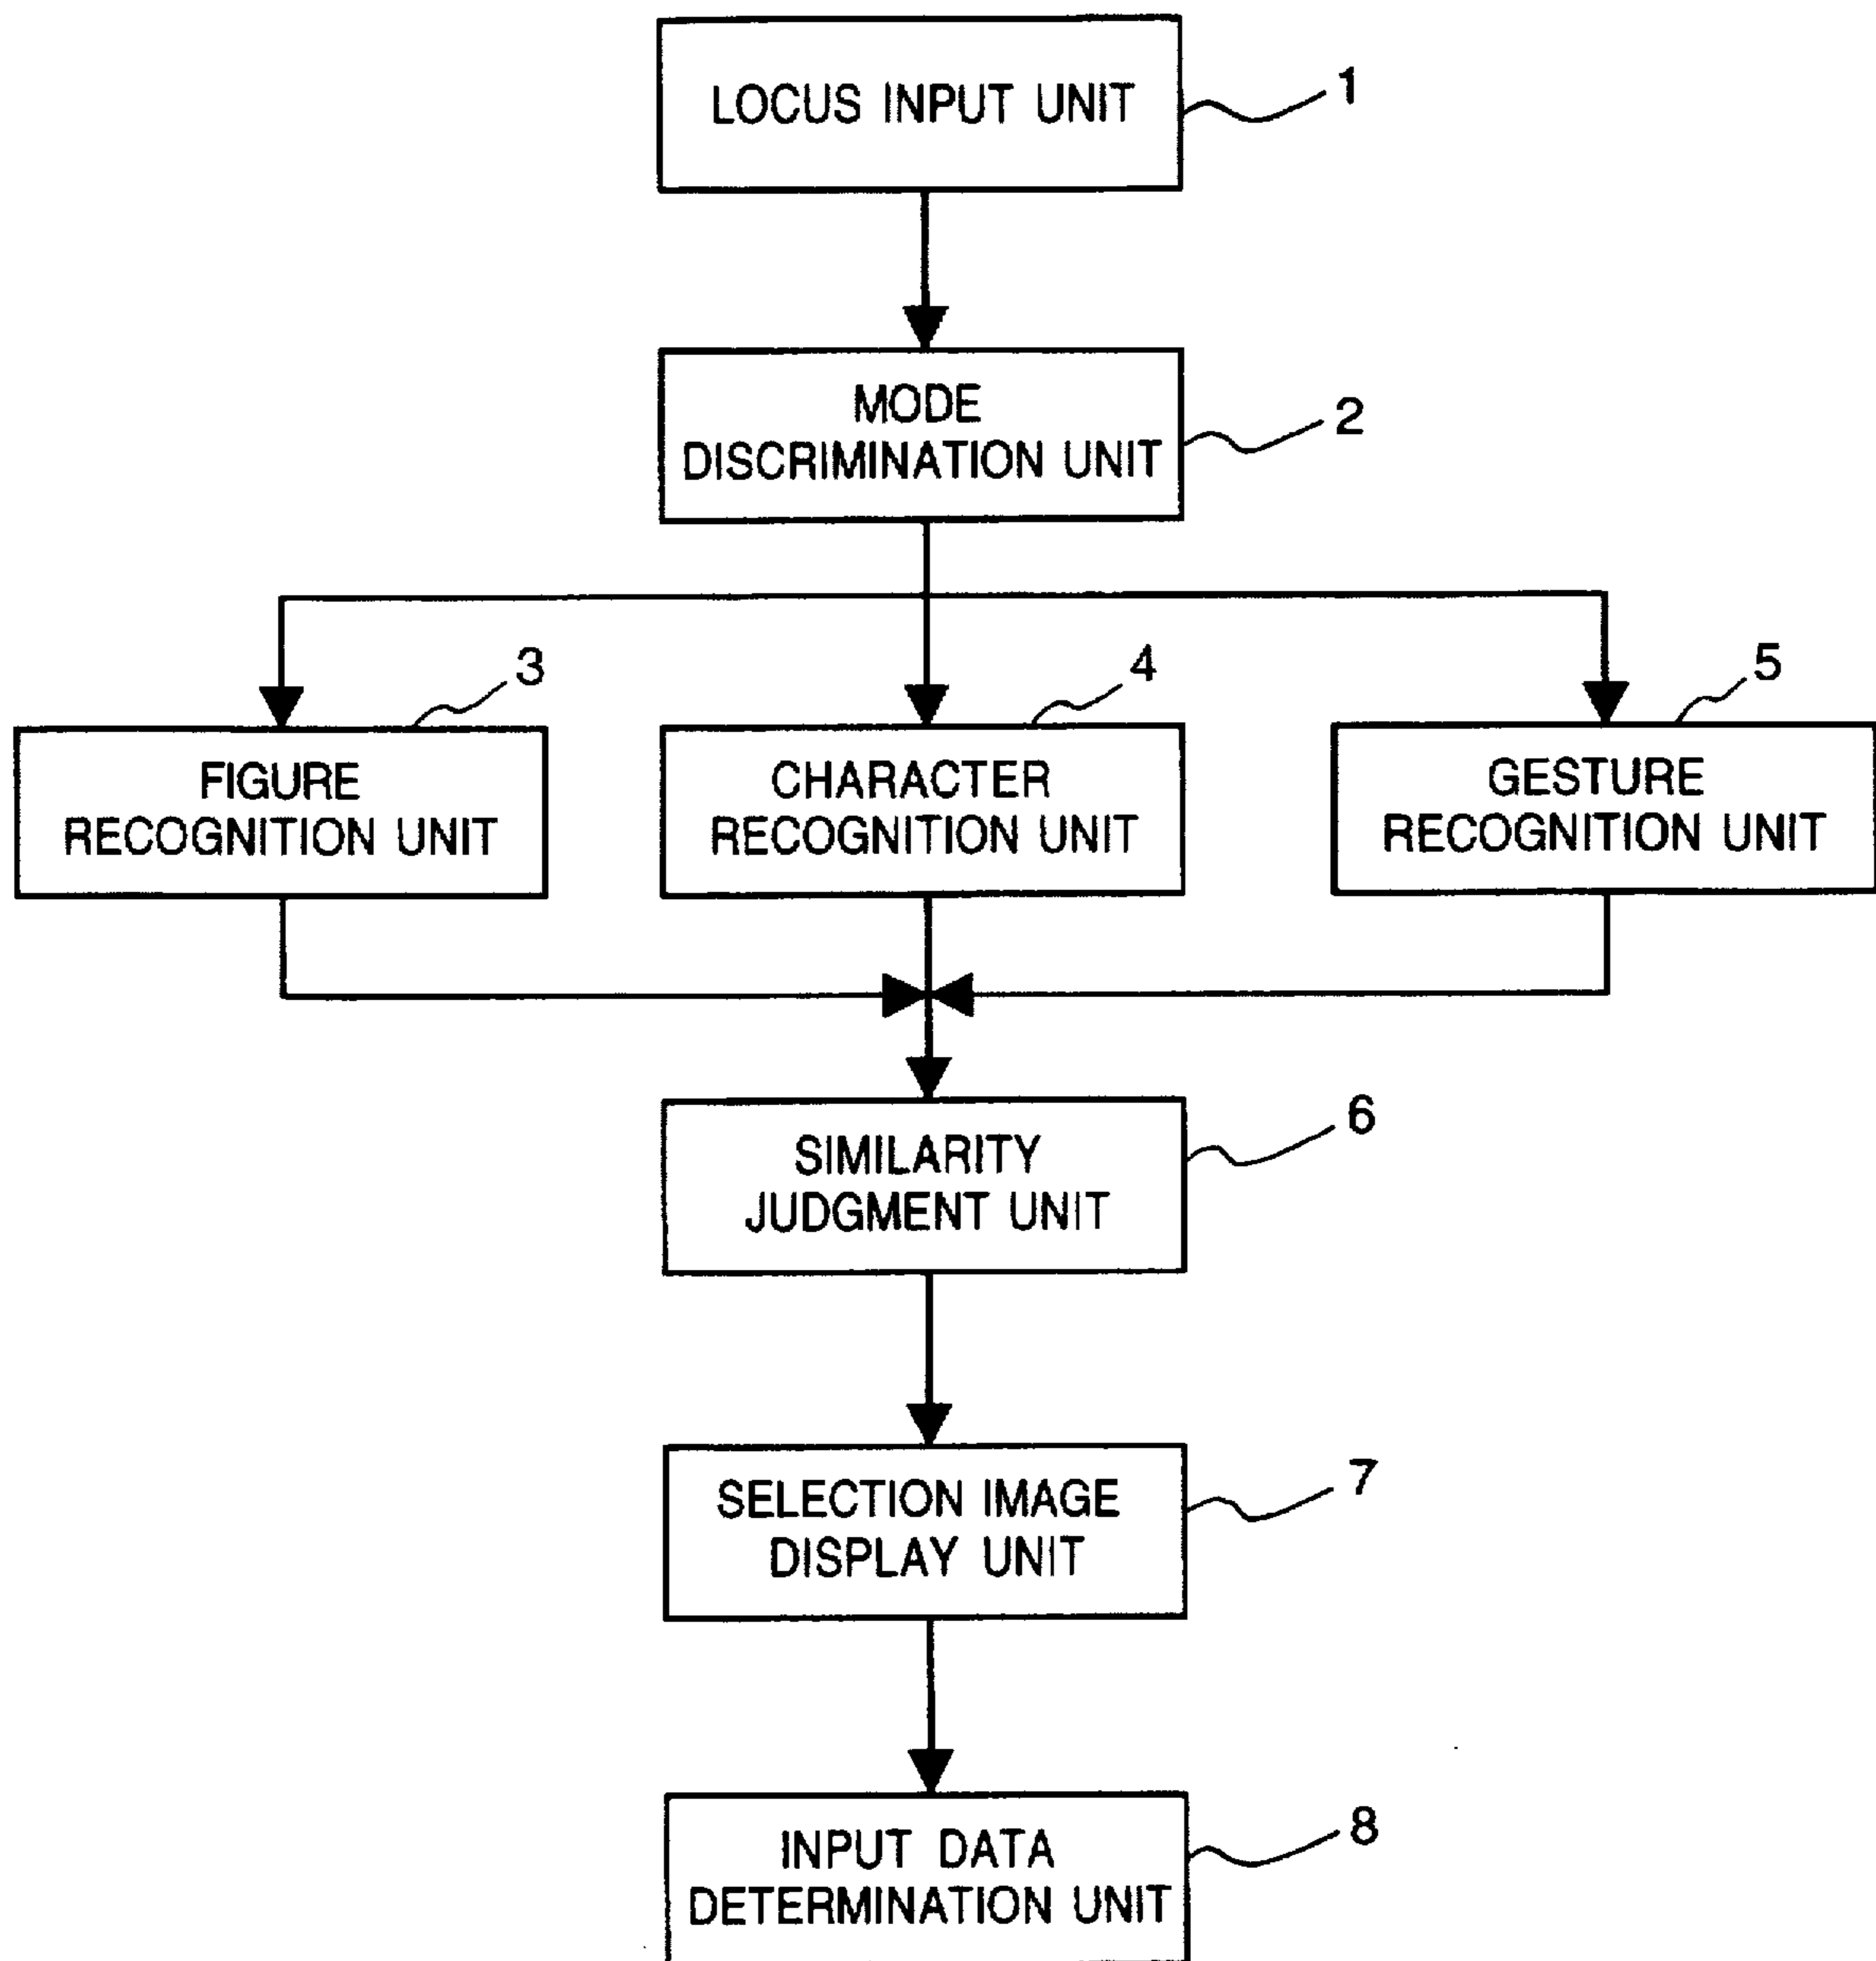 LOCUS INPUT UNIT
1
MODE
DISCRIMINATION UNIT
2
3
4
5
FIGURE
RECOGNITION UNIT
CHARACTER
RECOGNITION UNIT
GESTURE
RECOGNITION UNIT
SIMILARITY
JUDGMENT UNIT
6
SELECTION IMAGE
DISPLAY UNIT
7
INPUT DATA
DETERMINATION UNIT
8